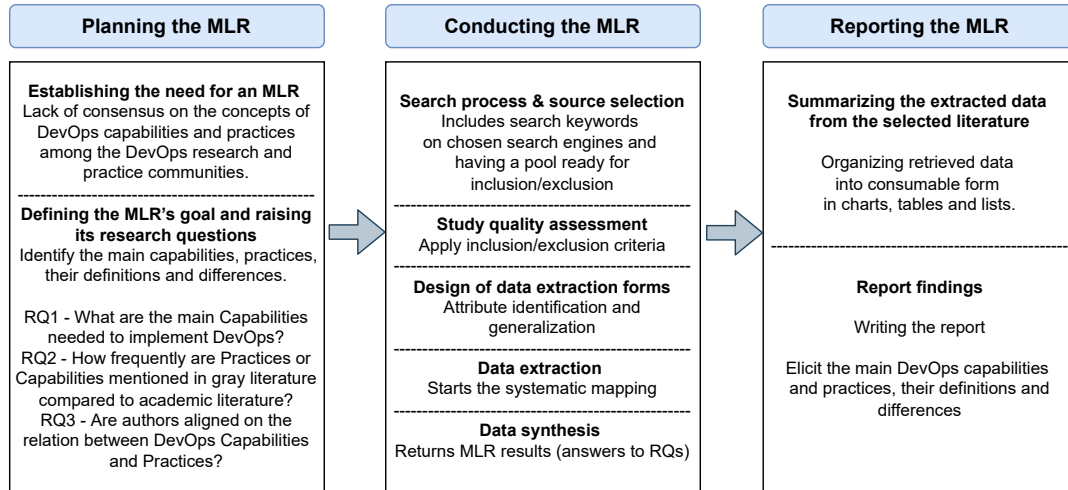 Planning the MLR
Establishing the need for an MLR
Lack of consensus on the concepts of
DevOps capabilities and practices
among the DevOps research and
practice communities.
Defining the MLR's goal and raising
its research questions
Identify the main capabilities, practices,
their definitions and differences.
RQ1 - What are the main Capabilities
needed to implement DevOps?
RQ2 - How frequently are Practices or
Capabilities mentioned in gray literature
compared to academic literature?
RQ3 - Are authors aligned on the
relation between DevOps Capabilities
and Practices?
Conducting the MLR
Search process & source selection
Includes search keywords
on chosen search engines and
having a pool ready for
inclusion/exclusion
Study quality assessment
Apply inclusion/exclusion criteria
Design of data extraction forms
Attribute identification and
generalization
Data extraction
Starts the systematic mapping
Data synthesis
Returns MLR results (answers to RQs)
Reporting the MLR
Summarizing the extracted data
from the selected literature
Organizing retrieved data
into consumable form
in charts, tables and lists.
Report findings
Writing the report
Elicit the main DevOps capabilities
and practices, their definitions and
differences